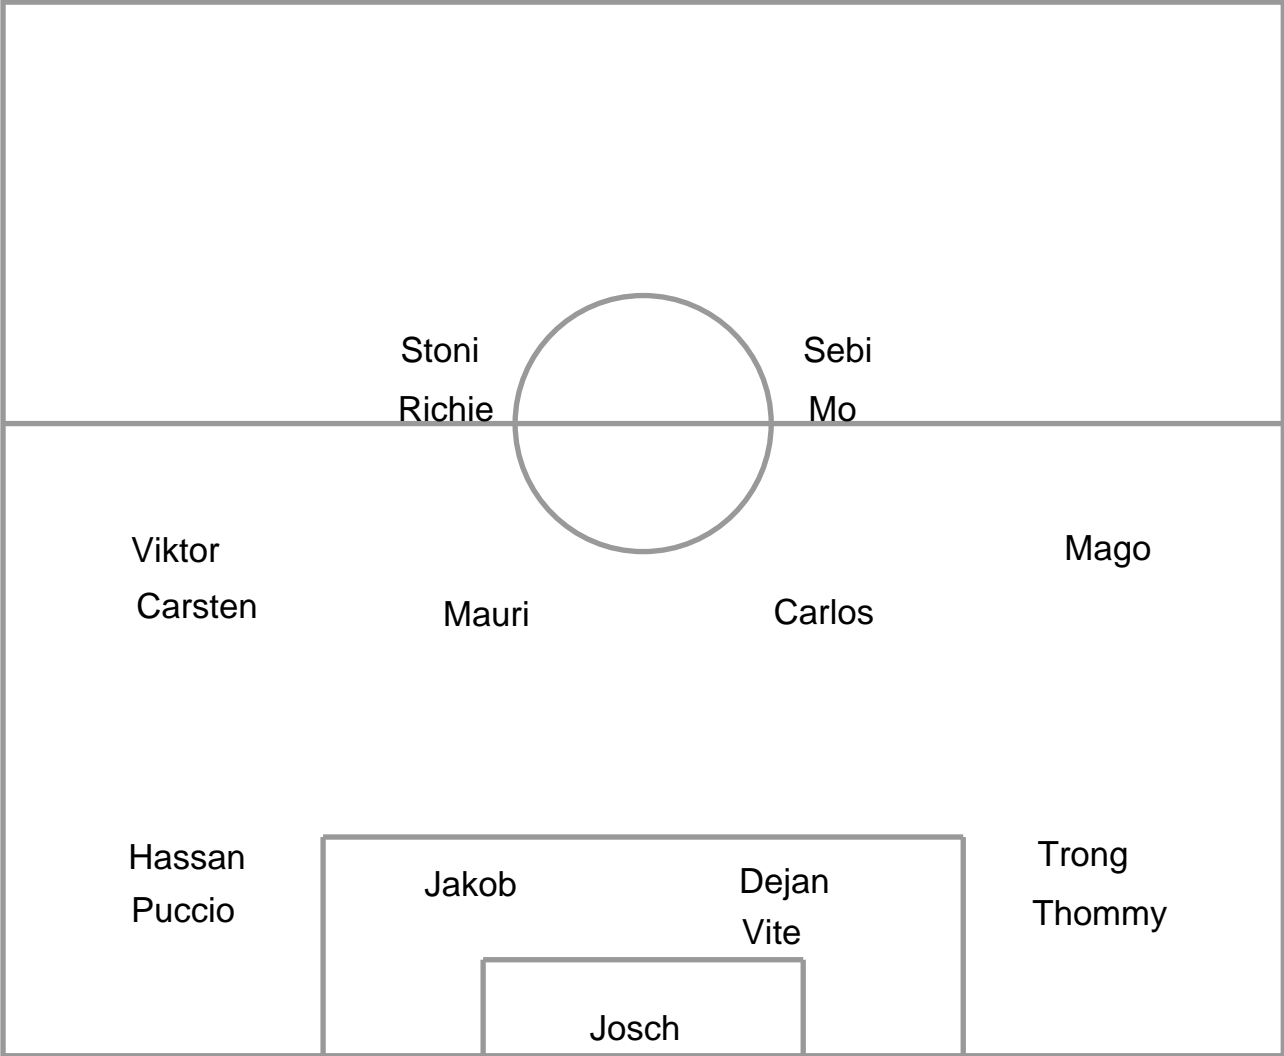 Stoni
Sebi
Richie
Mo
Viktor
Mago
Carsten
Mauri
Carlos
Hassan
Trong
Jakob
Dejan
Puccio
Thommy
Vite
Josch